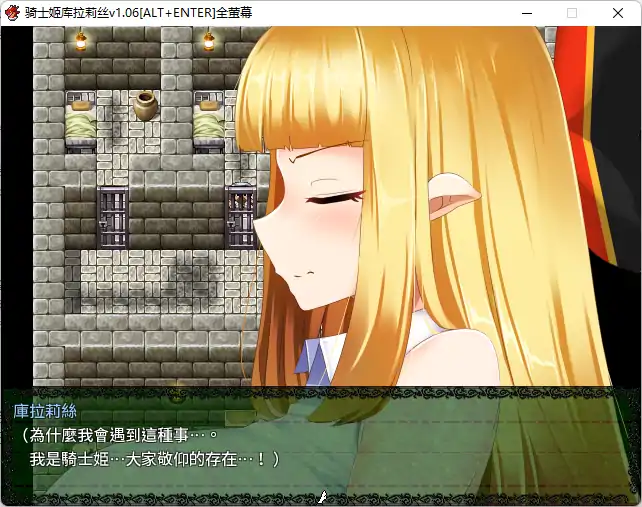 骑士姬库拉莉丝v1.06[ALT+ENTER]全萤幕
庫拉莉絲
（為什麼我會遇到這種事…。
我是騎士姬…大家敬仰的存在…！）